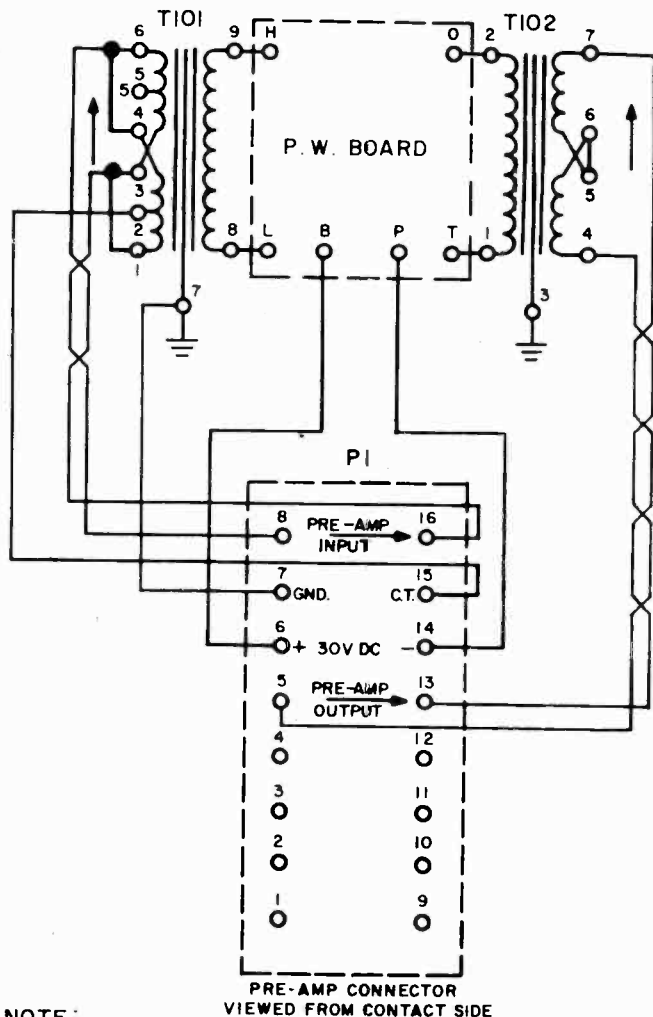 T101
T102
6
9
H
O
2
7
5
5
4
P. W. BOARD
6
3
5
2
8
L
B
P
T
1
4
1
7
3
P1
8
PRE-AMP
INPUT
16
7
GND.
C.T.
15
6
+ 30V DC -
14
5
PRE-AMP
OUTPUT
13
4
12
3
11
2
10
1
9
PRE-AMP CONNECTOR
VIEWED FROM CONTACT SIDE
NOTE: